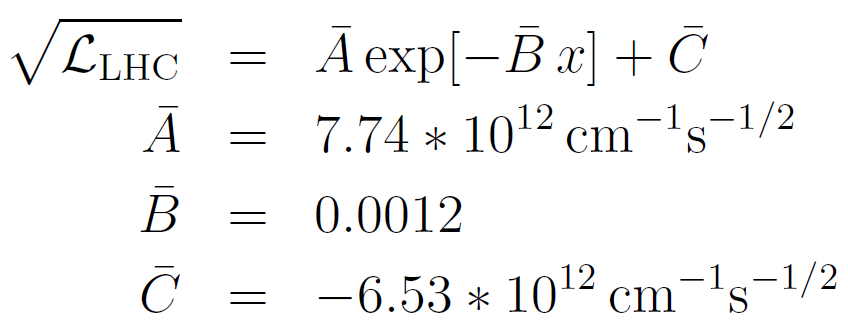 √ℒ_LHC = Ā exp[−B̄ x] + C̄
Ā = 7.74 ∗ 10^12 cm^−1 s^−1/2
B̄ = 0.0012
C̄ = −6.53 ∗ 10^12 cm^−1 s^−1/2